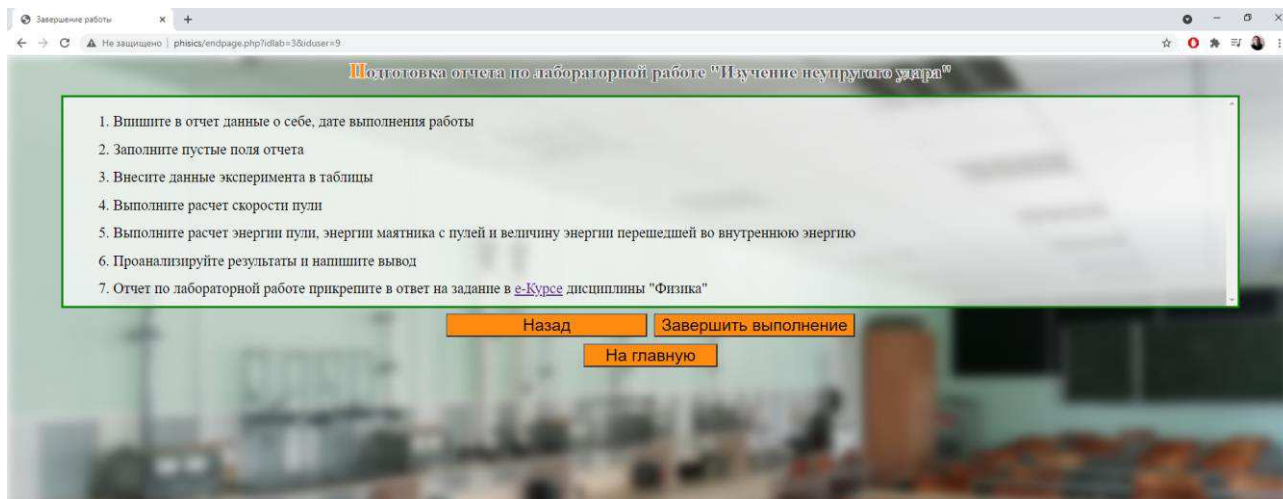 Завершение работы
Не защищено | phisics/endpage.php?idlab=3&iduser=9
Подготовка отчета по лабораторной работе "Изучение неупругого удара"
1. Впишите в отчет данные о себе, дате выполнения работы
2. Заполните пустые поля отчета
3. Внесите данные эксперимента в таблицы
4. Выполните расчет скорости пули
5. Выполните расчет энергии пули, энергии маятника с пулей и величину энергии перешедшей во внутреннюю энергию
6. Проанализируйте результаты и напишите вывод
7. Отчет по лабораторной работе прикрепите в ответ на задание в е-Курсе дисциплины "Физика"
Назад Завершить выполнение
На главную